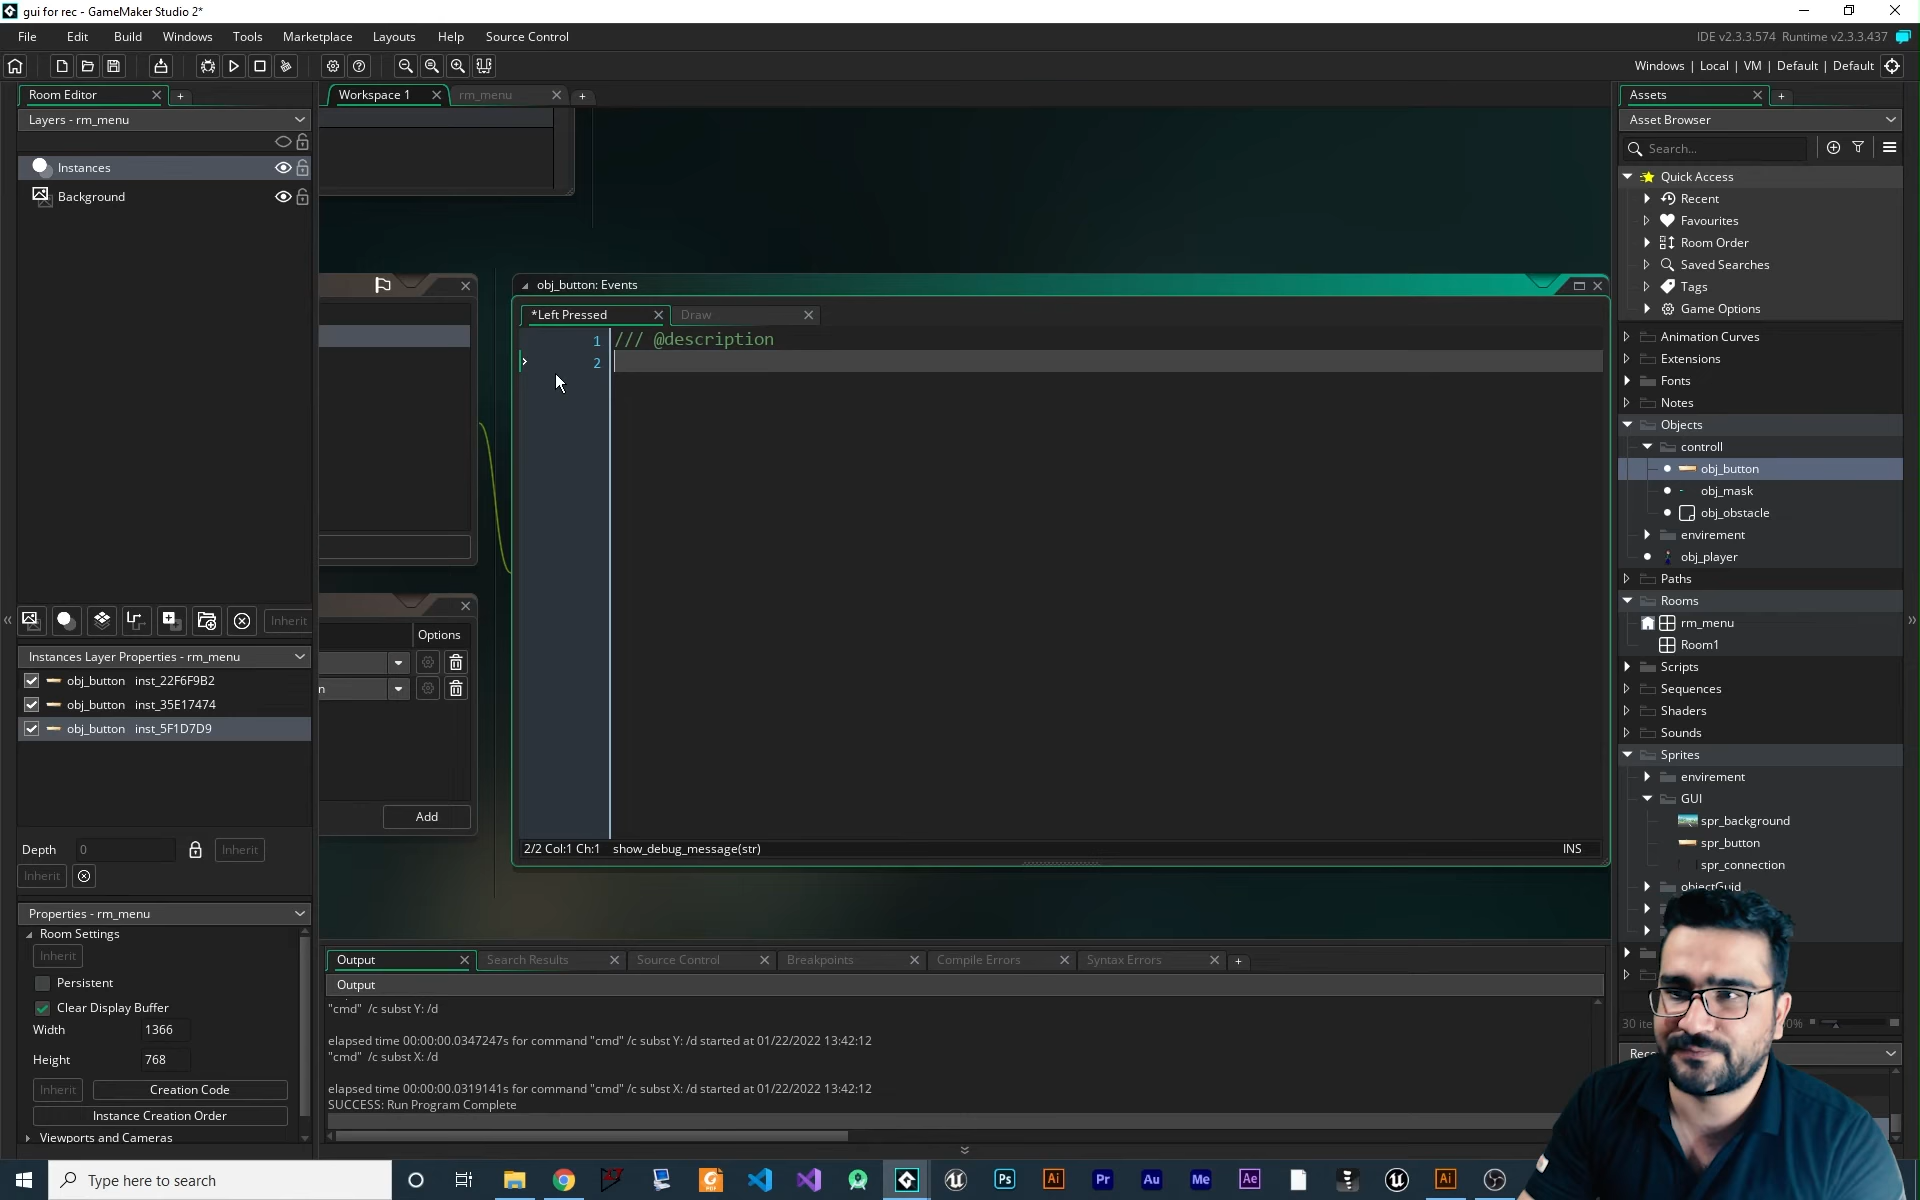 gui for rec - GameMaker Studio 2*
File Edit Build Windows Tools Marketplace Layouts Help Source Control
IDE v2.3.3.574 Runtime v2.3.3.437
Windows | Local | VM | Default | Default
Room Editor
Layers - rm_menu
Instances
Background
Inherit
Instances Layer Properties - rm_menu
obj_button inst_22F6F9B2
obj_button inst_35E17474
obj_button inst_5F1D7D9
Depth 0 Inherit
Inherit
Properties - rm_menu
Room Settings
Inherit
Persistent
Clear Display Buffer
Width 1366
Height 768
Inherit Creation Code
Instance Creation Order
Viewports and Cameras
Workspace 1 rm_menu
Options
n
Add
obj_button: Events
*Left Pressed Draw
1 /// @description
2
2/2 Col:1 Ch:1 show_debug_message(str) INS
Output Search Results Source Control Breakpoints Compile Errors Syntax Errors
Output
"cmd" /c subst Y: /d
elapsed time 00:00:00.0347247s for command "cmd" /c subst Y: /d started at 01/22/2022 13:42:12
"cmd" /c subst X: /d
elapsed time 00:00:00.0319141s for command "cmd" /c subst X: /d started at 01/22/2022 13:42:12
SUCCESS: Run Program Complete
Assets
Asset Browser
Search...
Quick Access
Recent
Favourites
Room Order
Saved Searches
Tags
Game Options
Animation Curves
Extensions
Fonts
Notes
Objects
controll
obj_button
obj_mask
obj_obstacle
envirement
obj_player
Paths
Rooms
rm_menu
Room1
Scripts
Sequences
Shaders
Sounds
Sprites
envirement
GUI
spr_background
spr_button
spr_connection
objectGuid
30
Type here to search
Ps Ai Pr Au Me Ae Ai